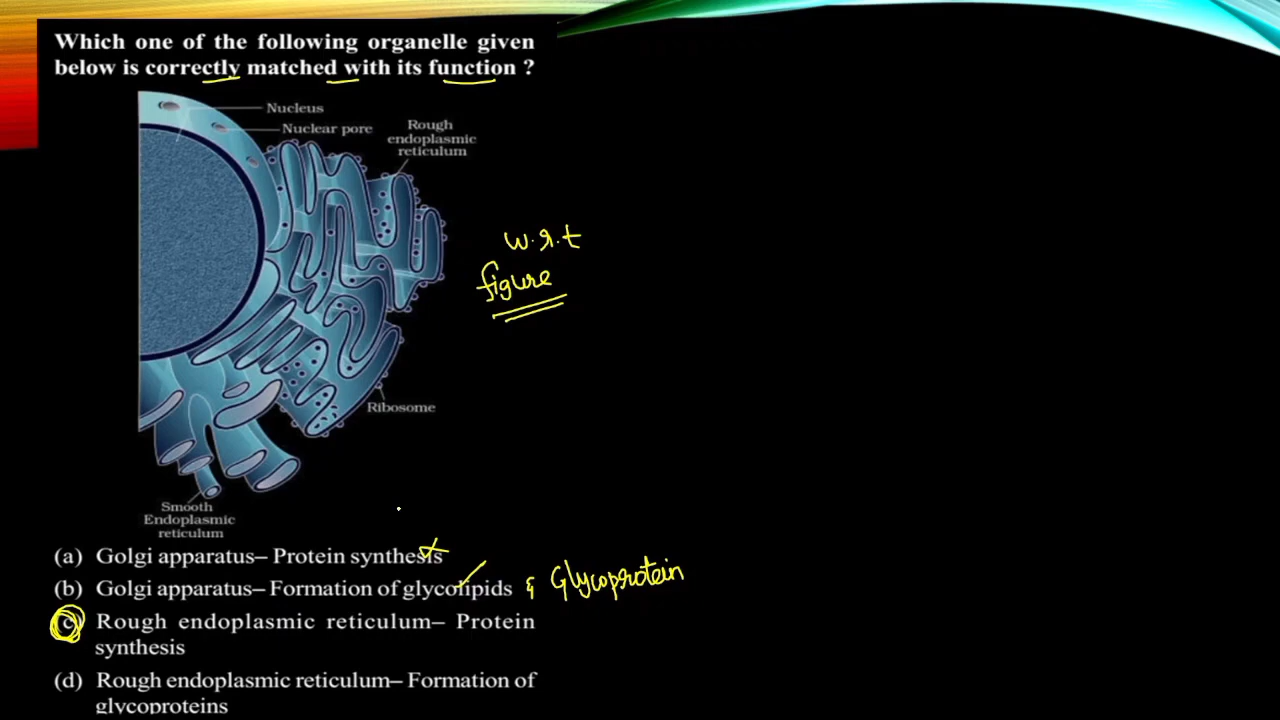 Which one of the following organelle given
below is correctly matched with its function ?
Nucleus
Nuclear pore
Rough
endoplasmic
reticulum
w.r.t
figure
Ribosome
Smooth
Endoplasmic
reticulum
(a) Golgi apparatus– Protein synthesis
(b) Golgi apparatus– Formation of glycolipids & Glycoprotein
(c) Rough endoplasmic reticulum– Protein
synthesis
(d) Rough endoplasmic reticulum– Formation of
glycoproteins